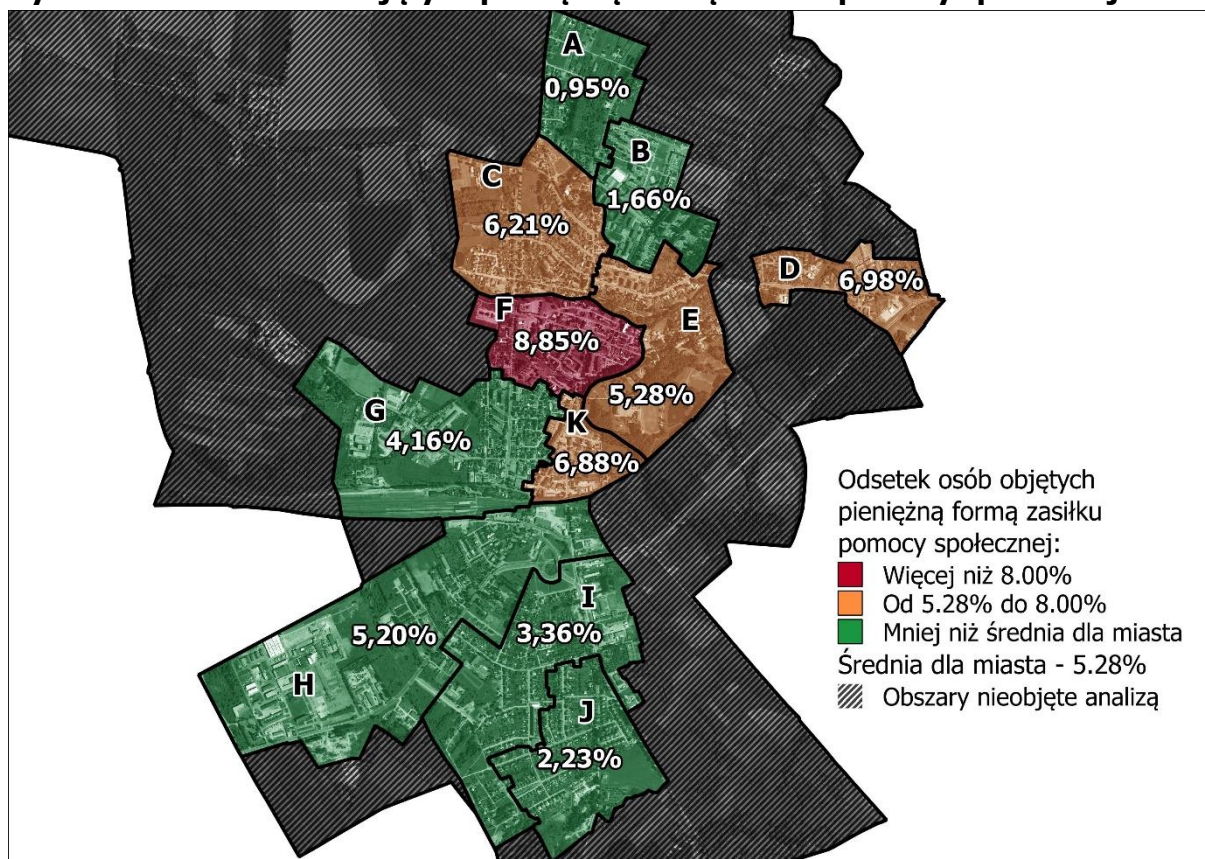 A
0,95%
B
1,66%
C
6,21%
D
6,98%
E
5,28%
F
8,85%
G
4,16%
K
6,88%
H
5,20%
I
3,36%
J
2,23%
Odsetek osób objętych
pieniężną formą zasiłku
pomocy społecznej:
Więcej niż 8.00%
Od 5.28% do 8.00%
Mniej niż średnia dla miasta
Średnia dla miasta - 5.28%
Obszary nieobjęte analizą